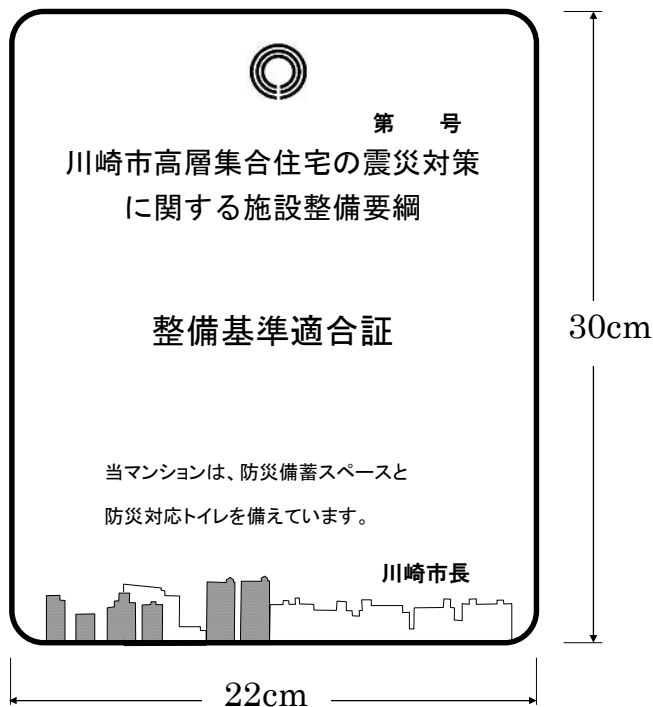 第　号
川崎市高層集合住宅の震災対策
に関する施設整備要綱
整備基準適合証
30cm
当マンションは、防災備蓄スペースと
防災対応トイレを備えています。
川崎市長
22cm